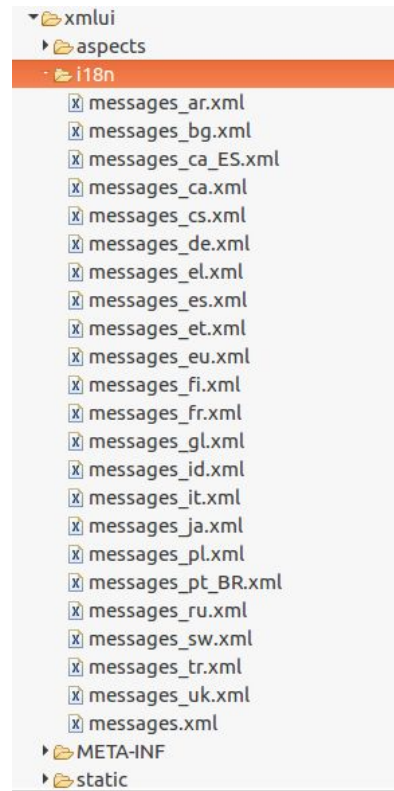 xmlui
aspects
i18n
messages_ar.xml
messages_bg.xml
messages_ca_ES.xml
messages_ca.xml
messages_cs.xml
messages_de.xml
messages_el.xml
messages_es.xml
messages_et.xml
messages_eu.xml
messages_fi.xml
messages_fr.xml
messages_gl.xml
messages_id.xml
messages_it.xml
messages_ja.xml
messages_pl.xml
messages_pt_BR.xml
messages_ru.xml
messages_sw.xml
messages_tr.xml
messages_uk.xml
messages.xml
META-INF
static